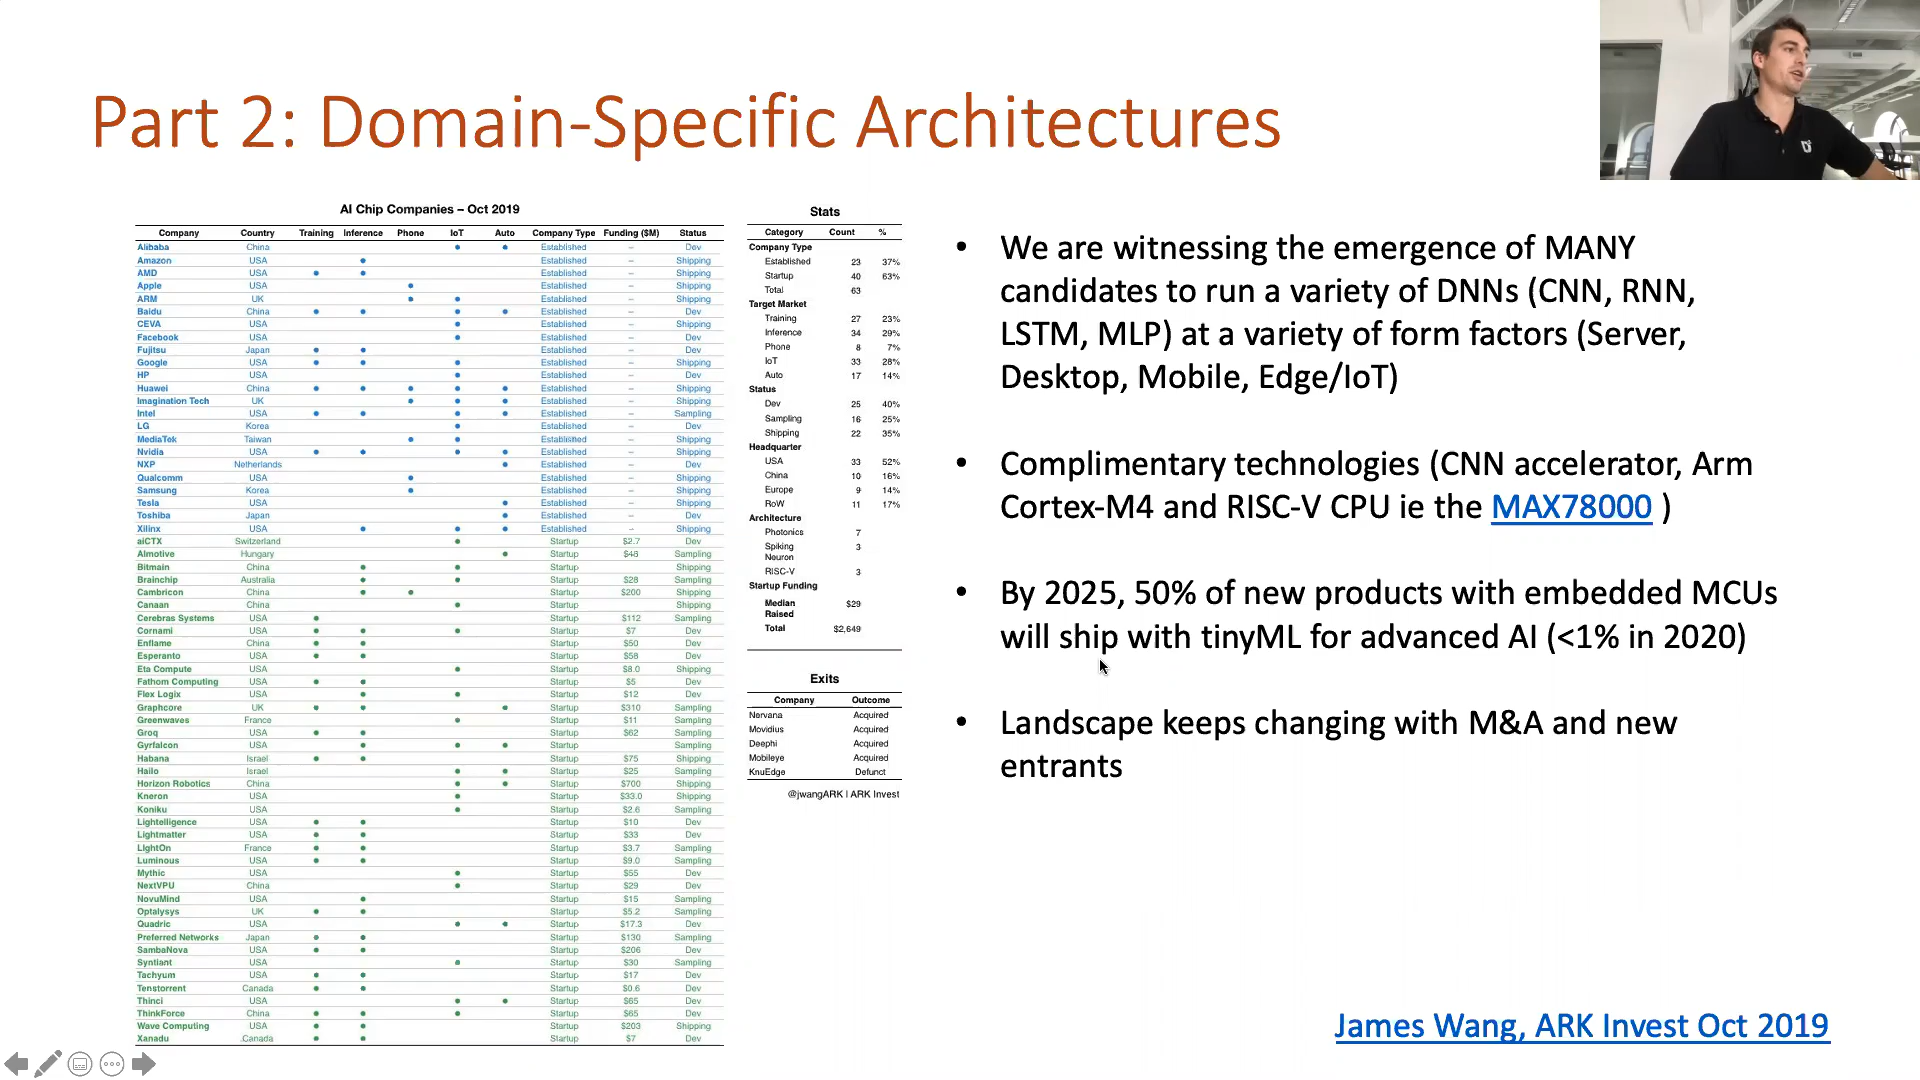 Part 2: Domain-Specific Architectures
AI Chip Companies – Oct 2019
Company Country Training Inference Phone IoT Auto Company Type Funding ($M) Status
Alibaba China Established – Dev
Amazon USA Established – Shipping
AMD USA Established – Shipping
Apple USA Established – Shipping
ARM UK Established – Shipping
Baidu China Established – Dev
CEVA USA Established – Shipping
Facebook USA Established – Dev
Fujitsu Japan Established – Dev
Google USA Established – Shipping
HP USA Established – Dev
Huawei China Established – Shipping
Imagination Tech UK Established – Shipping
Intel USA Established – Sampling
LG Korea Established – Dev
MediaTek Taiwan Established – Shipping
Nvidia USA Established – Shipping
NXP Netherlands Established – Dev
Qualcomm USA Established – Shipping
Samsung Korea Established – Shipping
Tesla USA Established – Shipping
Toshiba Japan Established – Dev
Xilinx USA Established – Shipping
aiCTX Switzerland Startup $2.7 Dev
AImotive Hungary Startup $48 Sampling
Bitmain China Startup Shipping
Brainchip Australia Startup $28 Sampling
Cambricon China Startup $200 Shipping
Canaan China Startup Shipping
Cerebras Systems USA Startup $112 Sampling
Cornami USA Startup $7 Dev
Enflame China Startup $50 Dev
Esperanto USA Startup $58 Dev
Eta Compute USA Startup $8.0 Shipping
Fathom Computing USA Startup $5 Dev
Flex Logix USA Startup $12 Dev
Graphcore UK Startup $310 Sampling
Greenwaves France Startup $11 Sampling
Groq USA Startup $62 Sampling
Gyrfalcon USA Startup Sampling
Habana Israel Startup $75 Shipping
Hailo Israel Startup $25 Sampling
Horizon Robotics China Startup $700 Shipping
Kneron USA Startup $33.0 Shipping
Koniku USA Startup $2.6 Sampling
Lightelligence USA Startup $10 Dev
Lightmatter USA Startup $33 Dev
LightOn France Startup $3.7 Sampling
Luminous USA Startup $9.0 Sampling
Mythic USA Startup $55 Dev
NextVPU China Startup $29 Dev
NovuMind USA Startup $15 Sampling
Optalysys UK Startup $5.2 Sampling
Quadric USA Startup $17.3 Dev
Preferred Networks Japan Startup $130 Sampling
SambaNova USA Startup $206 Dev
Syntiant USA Startup $30 Sampling
Tachyum USA Startup $17 Dev
Tenstorrent Canada Startup $0.6 Dev
Thinci USA Startup $65 Dev
ThinkForce China Startup $65 Dev
Wave Computing USA Startup $203 Shipping
Xanadu Canada Startup $7 Dev
Stats
Category Count %
Company Type
Established 23 37%
Startup 40 63%
Total 63
Target Market
Training 27 23%
Inference 34 29%
Phone 8 7%
IoT 33 28%
Auto 17 14%
Status
Dev 25 40%
Sampling 16 25%
Shipping 22 35%
Headquarter
USA 33 52%
China 10 16%
Europe 9 14%
RoW 11 17%
Architecture
Photonics 7
Spiking
Neuron 3
RISC-V 3
Startup Funding
Median
Raised $29
Total $2,649
Exits
Company Outcome
Nervana Acquired
Movidius Acquired
Deephi Acquired
Mobileye Acquired
KnuEdge Defunct
@jwangARK | ARK Invest
• We are witnessing the emergence of MANY
candidates to run a variety of DNNs (CNN, RNN,
LSTM, MLP) at a variety of form factors (Server,
Desktop, Mobile, Edge/IoT)
• Complimentary technologies (CNN accelerator, Arm
Cortex-M4 and RISC-V CPU ie the MAX78000 )
• By 2025, 50% of new products with embedded MCUs
will ship with tinyML for advanced AI (<1% in 2020)
• Landscape keeps changing with M&A and new
entrants
James Wang, ARK Invest Oct 2019